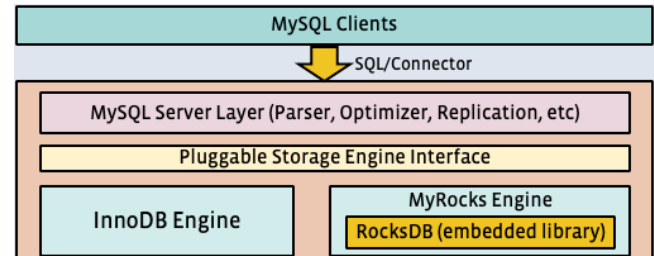 MySQL Clients
SQL/Connector
MySQL Server Layer (Parser, Optimizer, Replication, etc)
Pluggable Storage Engine Interface
InnoDB Engine
MyRocks Engine
RocksDB (embedded library)